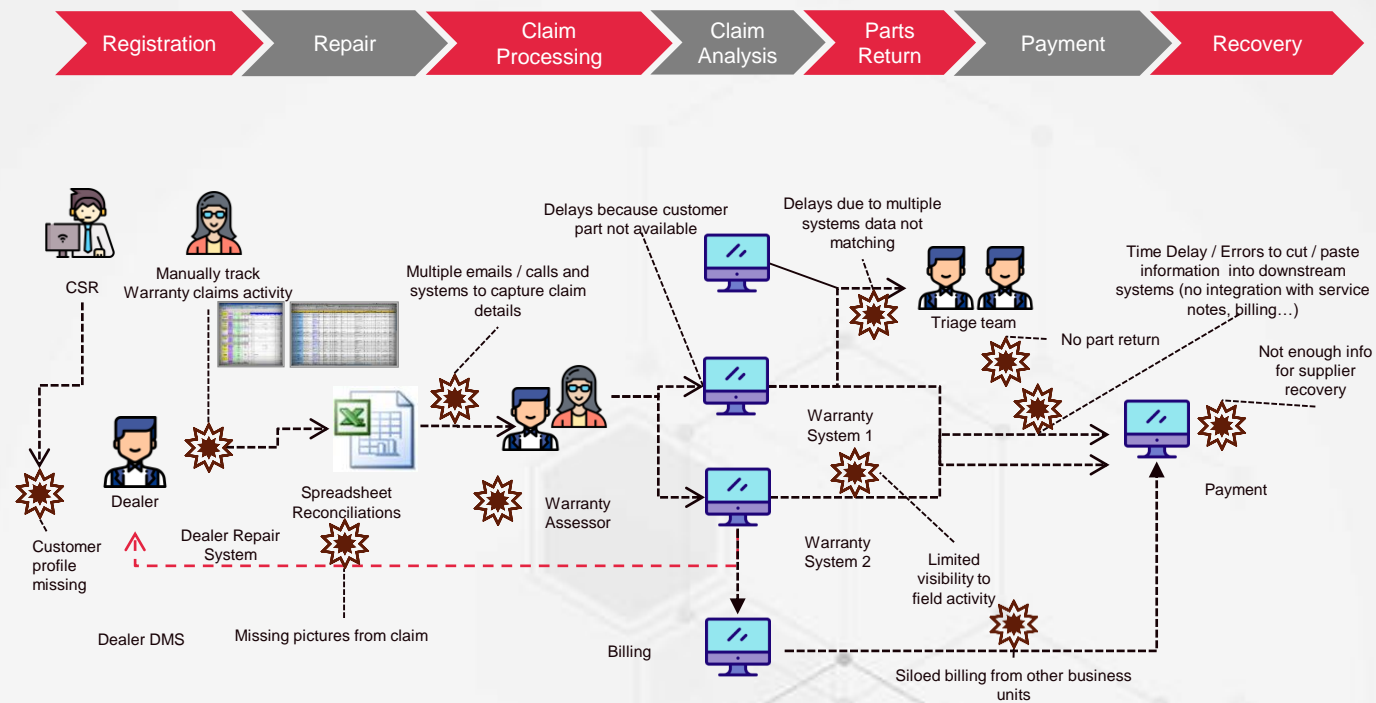 Registration
Repair
Claim
Processing
Claim
Analysis
Parts
Return
Payment
Recovery
CSR
Manually track
Warranty claims activity
Multiple emails / calls and
systems to capture claim
details
Delays because customer
part not available
Delays due to multiple
systems data not
matching
Triage team
Time Delay / Errors to cut / paste
information into downstream
systems (no integration with service
notes, billing…)
No part return
Not enough info
for supplier
recovery
Dealer
Customer
profile
missing
Dealer Repair
System
Dealer DMS
Spreadsheet
Reconciliations
Missing pictures from claim
Warranty
Assessor
Warranty
System 1
Warranty
System 2
Limited
visibility to
field activity
Billing
Siloed billing from other business
units
Payment